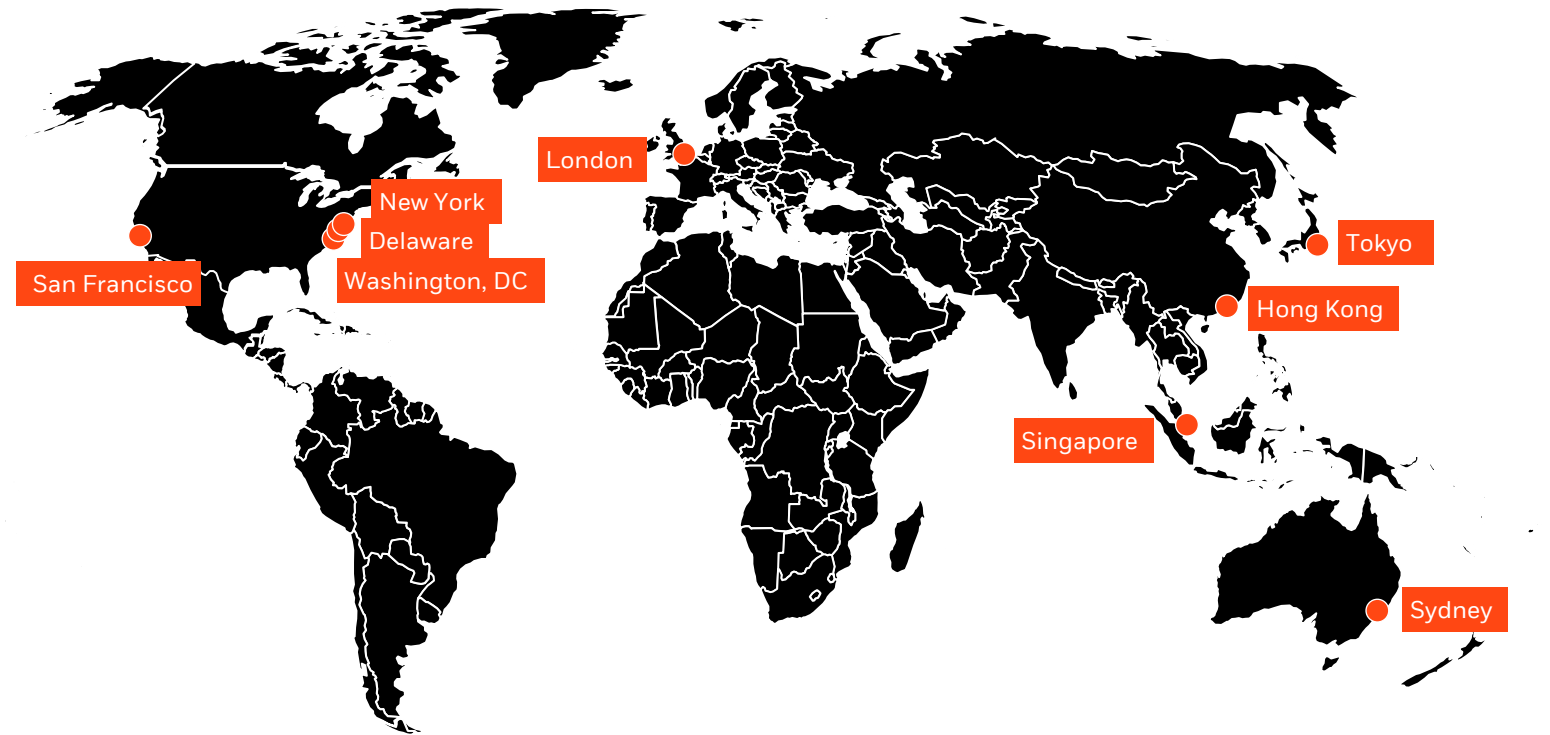 London
New York
Delaware
Washington, DC
San Francisco
Tokyo
Hong Kong
Singapore
Sydney